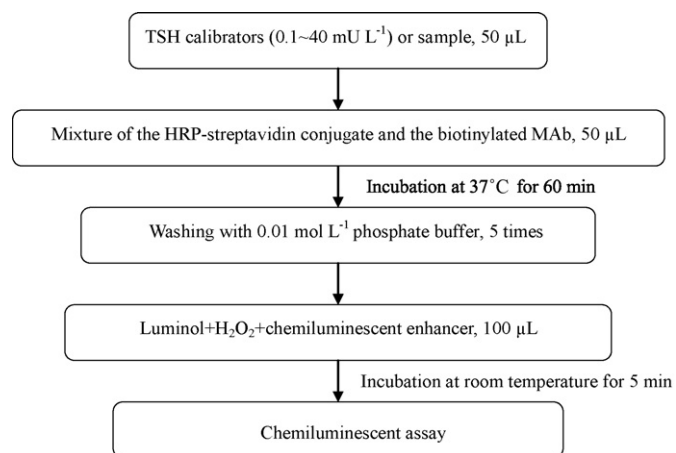 TSH calibrators (0.1~40 mU L⁻¹) or sample, 50 µL
Mixture of the HRP-streptavidin conjugate and the biotinylated MAb, 50 µL
Incubation at 37˚C for 60 min
Washing with 0.01 mol L⁻¹ phosphate buffer, 5 times
Luminol+H₂O₂+chemiluminescent enhancer, 100 µL
Incubation at room temperature for 5 min
Chemiluminescent assay